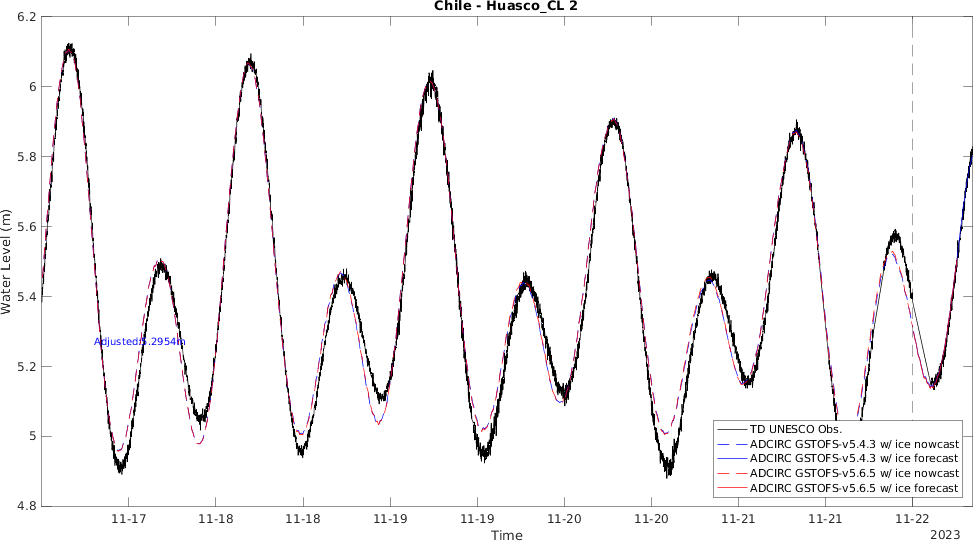 Chile - Huasco_CL 2
6.2
6
5.8
5.6
5.4
5.2
5
4.8
Water Level (m)
Adjusted:5.2954m
TD UNESCO Obs.
ADCIRC GSTOFS-v5.4.3 w/ ice nowcast
ADCIRC GSTOFS-v5.4.3 w/ ice forecast
ADCIRC GSTOFS-v5.6.5 w/ ice nowcast
ADCIRC GSTOFS-v5.6.5 w/ ice forecast
11-17 11-18 11-18 11-19 11-19 11-20 11-20 11-21 11-21 11-22
Time
2023